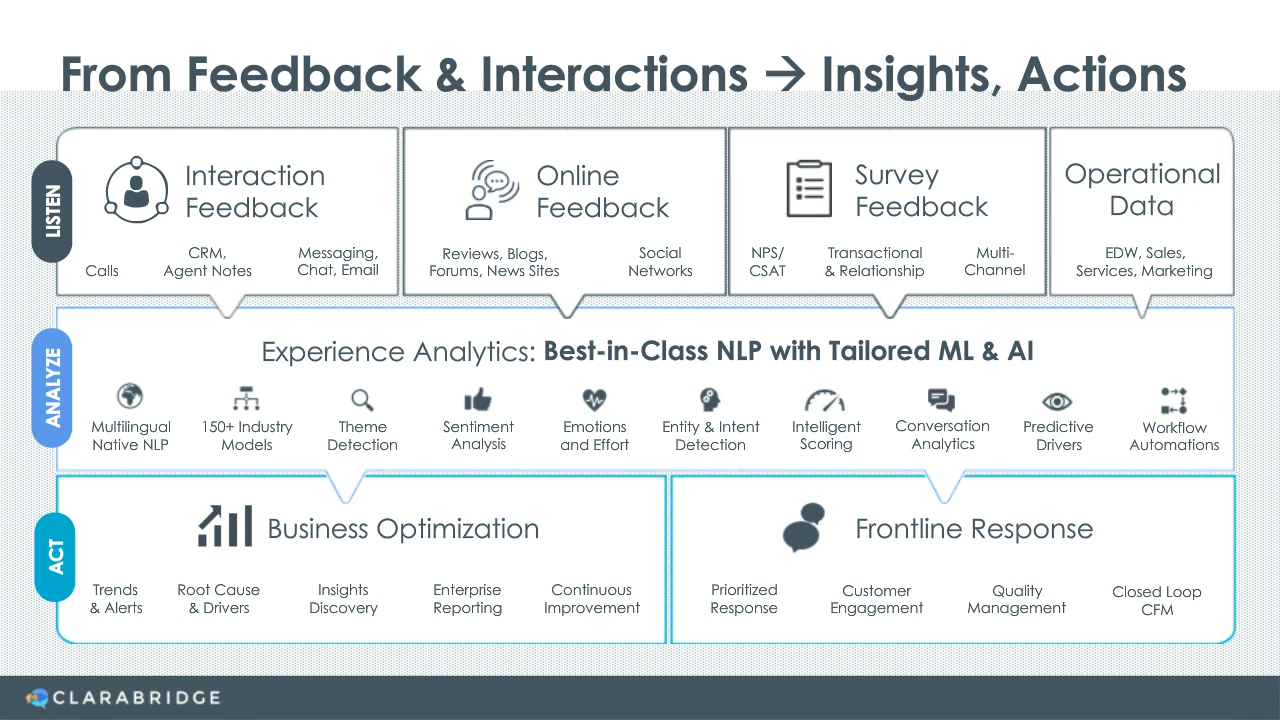 From Feedback & Interactions → Insights, Actions
LISTEN
Interaction
Feedback
Calls
CRM,
Agent Notes
Messaging,
Chat, Email
Online
Feedback
Reviews, Blogs,
Forums, News Sites
Social
Networks
Survey
Feedback
NPS/
CSAT
Transactional
& Relationship
Multi-
Channel
Operational
Data
EDW, Sales,
Services, Marketing
ANALYZE
Experience Analytics: Best-in-Class NLP with Tailored ML & AI
Multilingual
Native NLP
150+ Industry
Models
Theme
Detection
Sentiment
Analysis
Emotions
and Effort
Entity & Intent
Detection
Intelligent
Scoring
Conversation
Analytics
Predictive
Drivers
Workflow
Automations
ACT
Business Optimization
Trends
& Alerts
Root Cause
& Drivers
Insights
Discovery
Enterprise
Reporting
Continuous
Improvement
Frontline Response
Prioritized
Response
Customer
Engagement
Quality
Management
Closed Loop
CFM
CLARABRIDGE